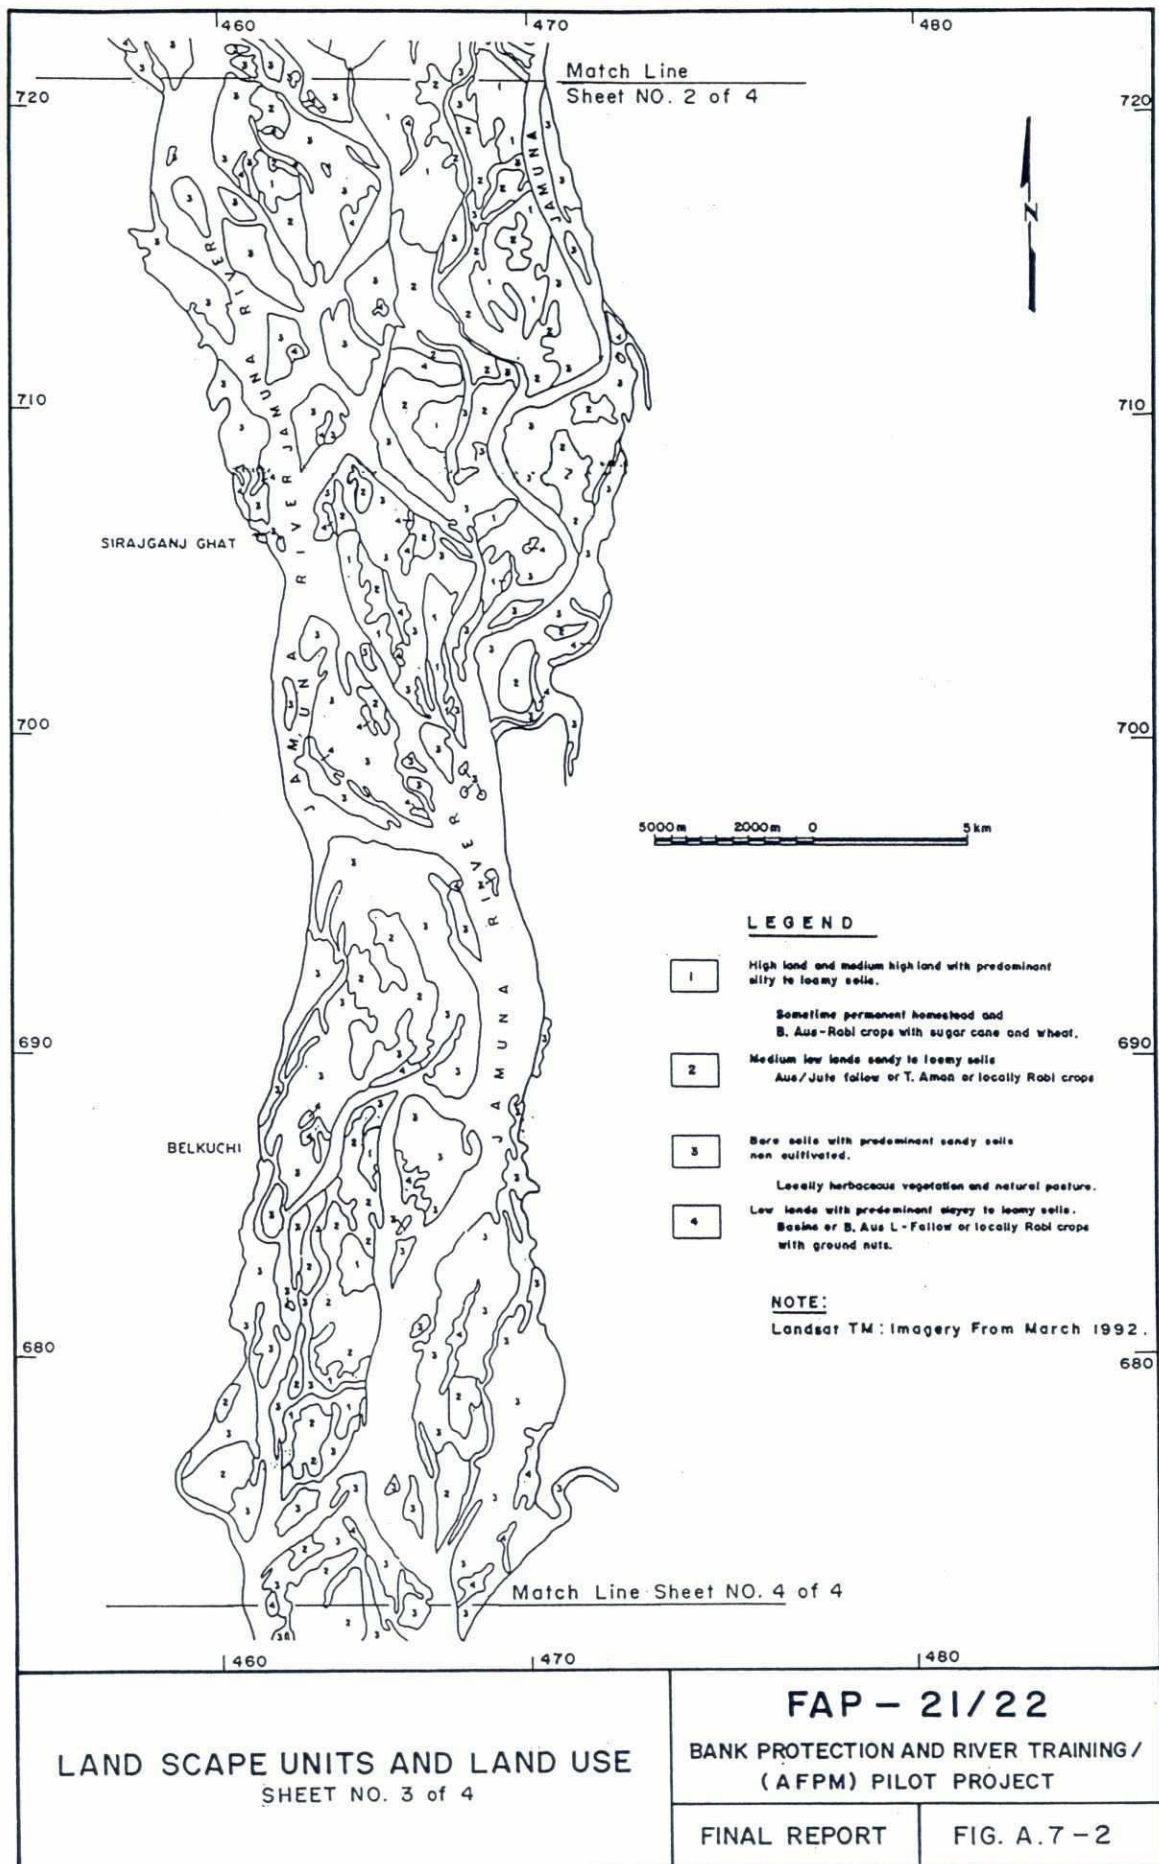 460 470 480
Match Line
Sheet NO. 2 of 4
720 720
N
JAMUNA
JAMUNA RIVER
710 710
SIRAJGANJ GHAT
JAMUNA RIVER
700 700
5000m 2000m 0 5km
JAMUNA RIVER
LEGEND
1 High land and medium high land with predominant
silty to loamy soils.
Sometime permanent homestead and
B. Aus-Rabi crops with sugar cane and wheat.
690 690
2 Medium low lands sandy to loamy soils
Aus/Jute fallow or T. Aman or locally Rabi crops
BELKUCHI
3 Bare soils with predominant sandy soils
non cultivated.
Locally herbaceous vegetation and natural pasture.
4 Low lands with predominant clayey to loamy soils.
Basins or B. Aus L-Fallow or locally Rabi crops
with ground nuts.
NOTE:
Landsat TM: Imagery From March 1992.
680 680
Match Line Sheet NO. 4 of 4
460 470 480
LAND SCAPE UNITS AND LAND USE
SHEET NO. 3 of 4
FAP - 21/22
BANK PROTECTION AND RIVER TRAINING/
(AFPM) PILOT PROJECT
FINAL REPORT FIG. A.7-2